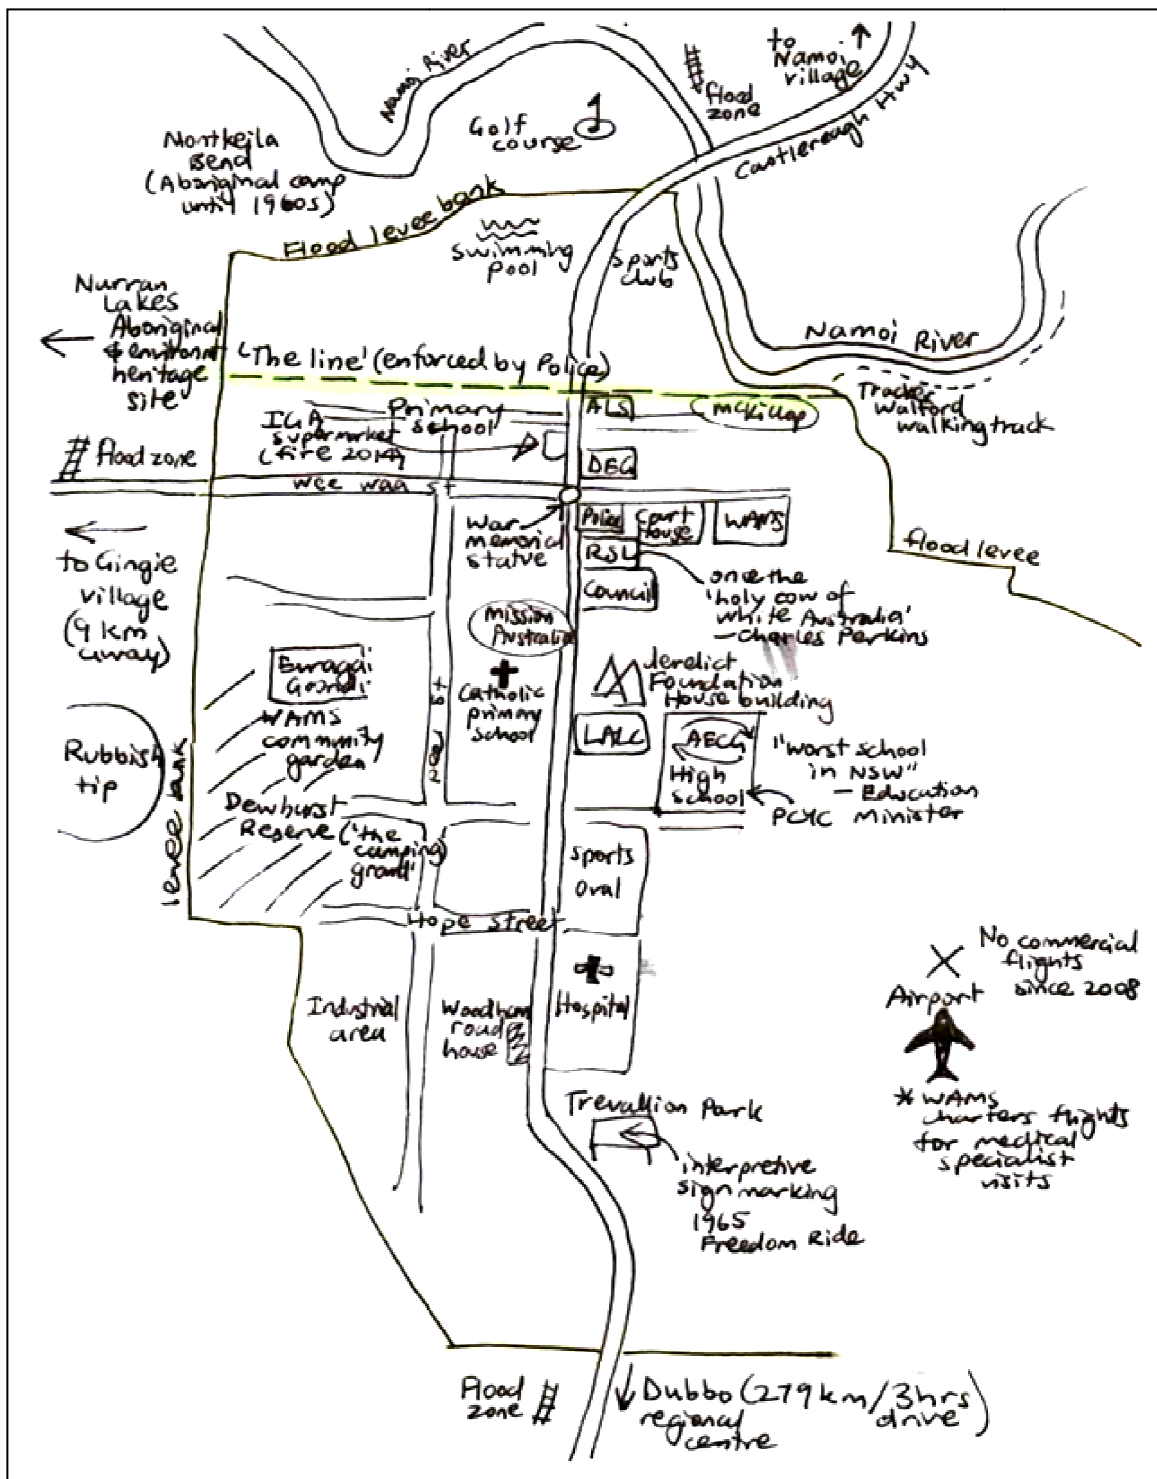 Namoi River
to
Namoi
village
flood
zone
Castlereagh Hwy
Golf
course
Montkeila
Bend
(Aboriginal camp
until 1960s)
Flood levee bank
swimming
pool
sports
club
Nurran
Lakes
Aboriginal
& environt
heritage
site
'The line' (enforced by Police)
Namoi River
Tracker
Walford
walking track
Primary
school
ALS
McKillop
IGA
supermarket
(fire 2014)
DEC
flood zone
Wee Waa St
War
memorial
statue
Police
Court
House
WAMS
RSL
Council
flood levee
once the
'holy cow of
white Australia'
- Charles Perkins
to Gingie
village
(9 km
away)
Mission
Australia
Euragai
Goondi
WAMS
community
garden
Catholic
primary
school
derelict
Foundation
House building
LALC
AECG
High
School
"worst school
in NSW"
- Education
Minister
PCYC
Rubbish
tip
levee bank
St
Dewhurst
Reserve ('the
camping
ground'
Sports
Oval
Hope Street
Industrial
area
Woodham
road
house
Hospital
No commercial
flights
since 2008
Airport
* WAMS
charters flights
for medical
specialist
visits
Trevallion Park
interpretive
sign marking
1965
Freedom Ride
Flood
zone
Dubbo (279 km/3hrs
drive)
regional
centre